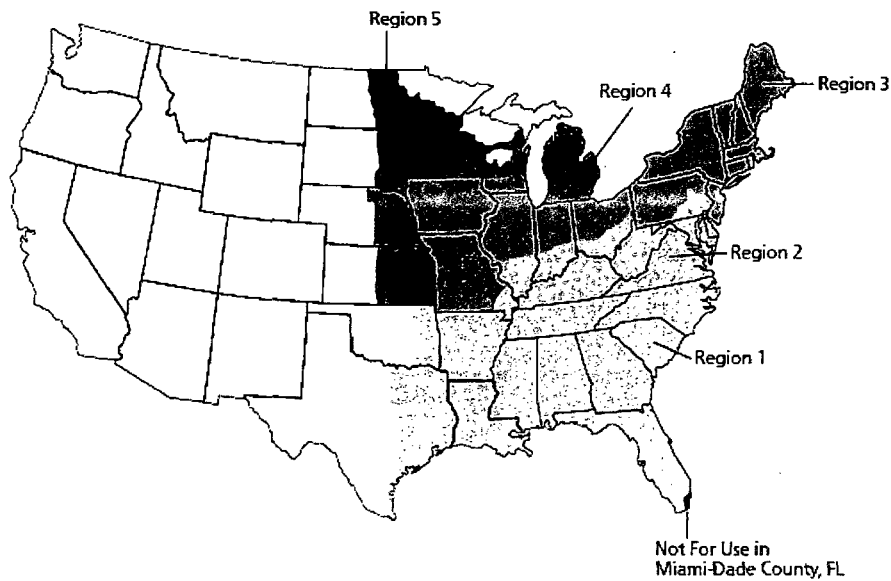 Region 5
Region 4
Region 3
Region 2
Region 1
Not For Use in
Miami-Dade County, FL